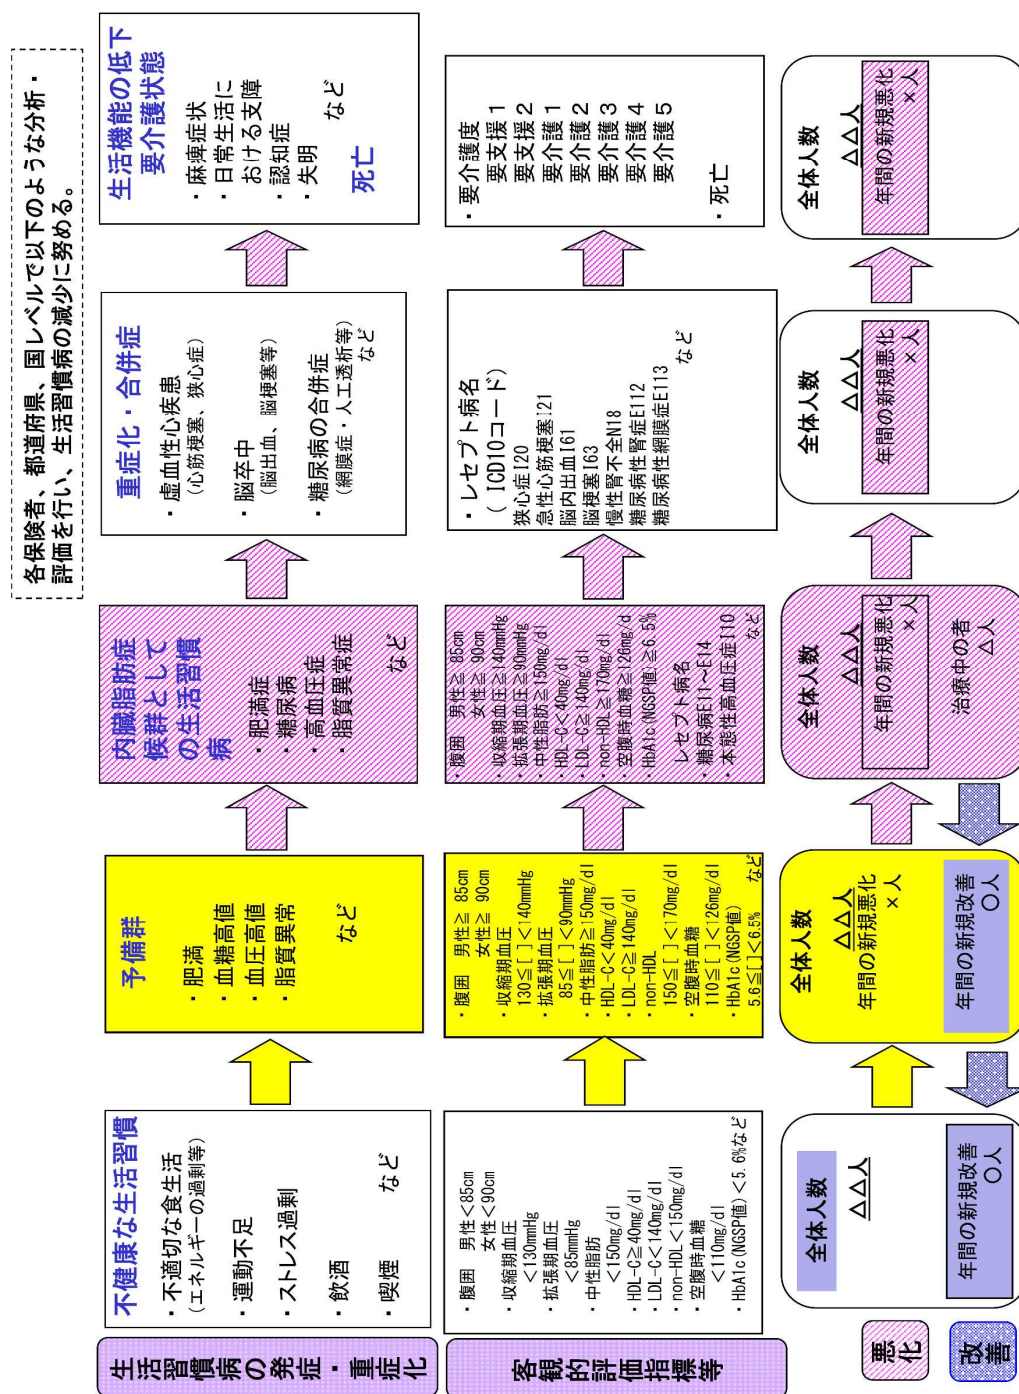 各保険者、都道府県、国レベルで以下のような分析・
評価を行い、生活習慣病の減少に努める。
生活習慣病の発症・重症化
不健康な生活習慣
・不適切な食生活
(エネルギーの過剰等)
・運動不足
・ストレス過剰
・飲酒
・喫煙
など
予備群
・肥満
・血糖高値
・血圧高値
・脂質異常
など
内臓脂肪症
候群として
の生活習慣
病
・肥満症
・糖尿病
・高血圧症
・脂質異常症
など
重症化・合併症
・虚血性心疾患
(心筋梗塞、狭心症)
・脳卒中
(脳出血、脳梗塞等)
・糖尿病の合併症
(網膜症・人工透析等)
など
生活機能の低下
要介護状態
・麻痺症状
・日常生活に
おける支障
・認知症
・失明
など
死亡
客観的評価指標等
・腹囲 男性<85cm
女性<90cm
・収縮期血圧
<130mmHg
・拡張期血圧
<85mmHg
・中性脂肪
<150mg/dl
・HDL-C≧40mg/dl
・LDL-C<140mg/dl
・non-HDL<150mg/dl
・空腹時血糖
<110mg/dl
・HbA1c(NGSP値)<5.6%など
・腹囲 男性≧ 85cm
女性≧ 90cm
・収縮期血圧
130≦[ ]<140mmHg
・拡張期血圧
85≦[ ]<90mmHg
・中性脂肪≧150mg/dl
・HDL-C<40mg/dl
・LDL-C≧140mg/dl
・non-HDL
150≦[ ]<170mg/dl
・空腹時血糖
110≦[ ]<126mg/dl
・HbA1c(NGSP値)
5.6≦[ ]<6.5%
など
・腹囲 男性≧ 85cm
女性≧ 90cm
・収縮期血圧≧140mmHg
・拡張期血圧≧90mmHg
・中性脂肪≧150mg/dl
・HDL-C<40mg/dl
・LDL-C≧140mg/dl
・non-HDL≧170mg/dl
・空腹時血糖≧126mg/d
・HbA1c(NGSP値;≧6.5%
レセプト病名
・糖尿病E11~E14
・本態性高血圧症I10
など
・レセプト病名
(ICD10コード)
狭心症I20
急性心筋梗塞I21
脳内出血I61
脳梗塞I63
慢性腎不全N18
糖尿病性腎症E112
糖尿病性網膜症E113
など
・要介護度
要支援1
要支援2
要介護1
要介護2
要介護3
要介護4
要介護5
・死亡
悪化
改善
全体人数
△△人
年間の新規改善
○人
全体人数
△△人
年間の新規悪化
×人
年間の新規改善
○人
全体人数
△△人
年間の新規悪化
×人
治療中の者
△人
全体人数
△△人
年間の新規悪化
×人
全体人数
△△人
年間の新規悪化
×人